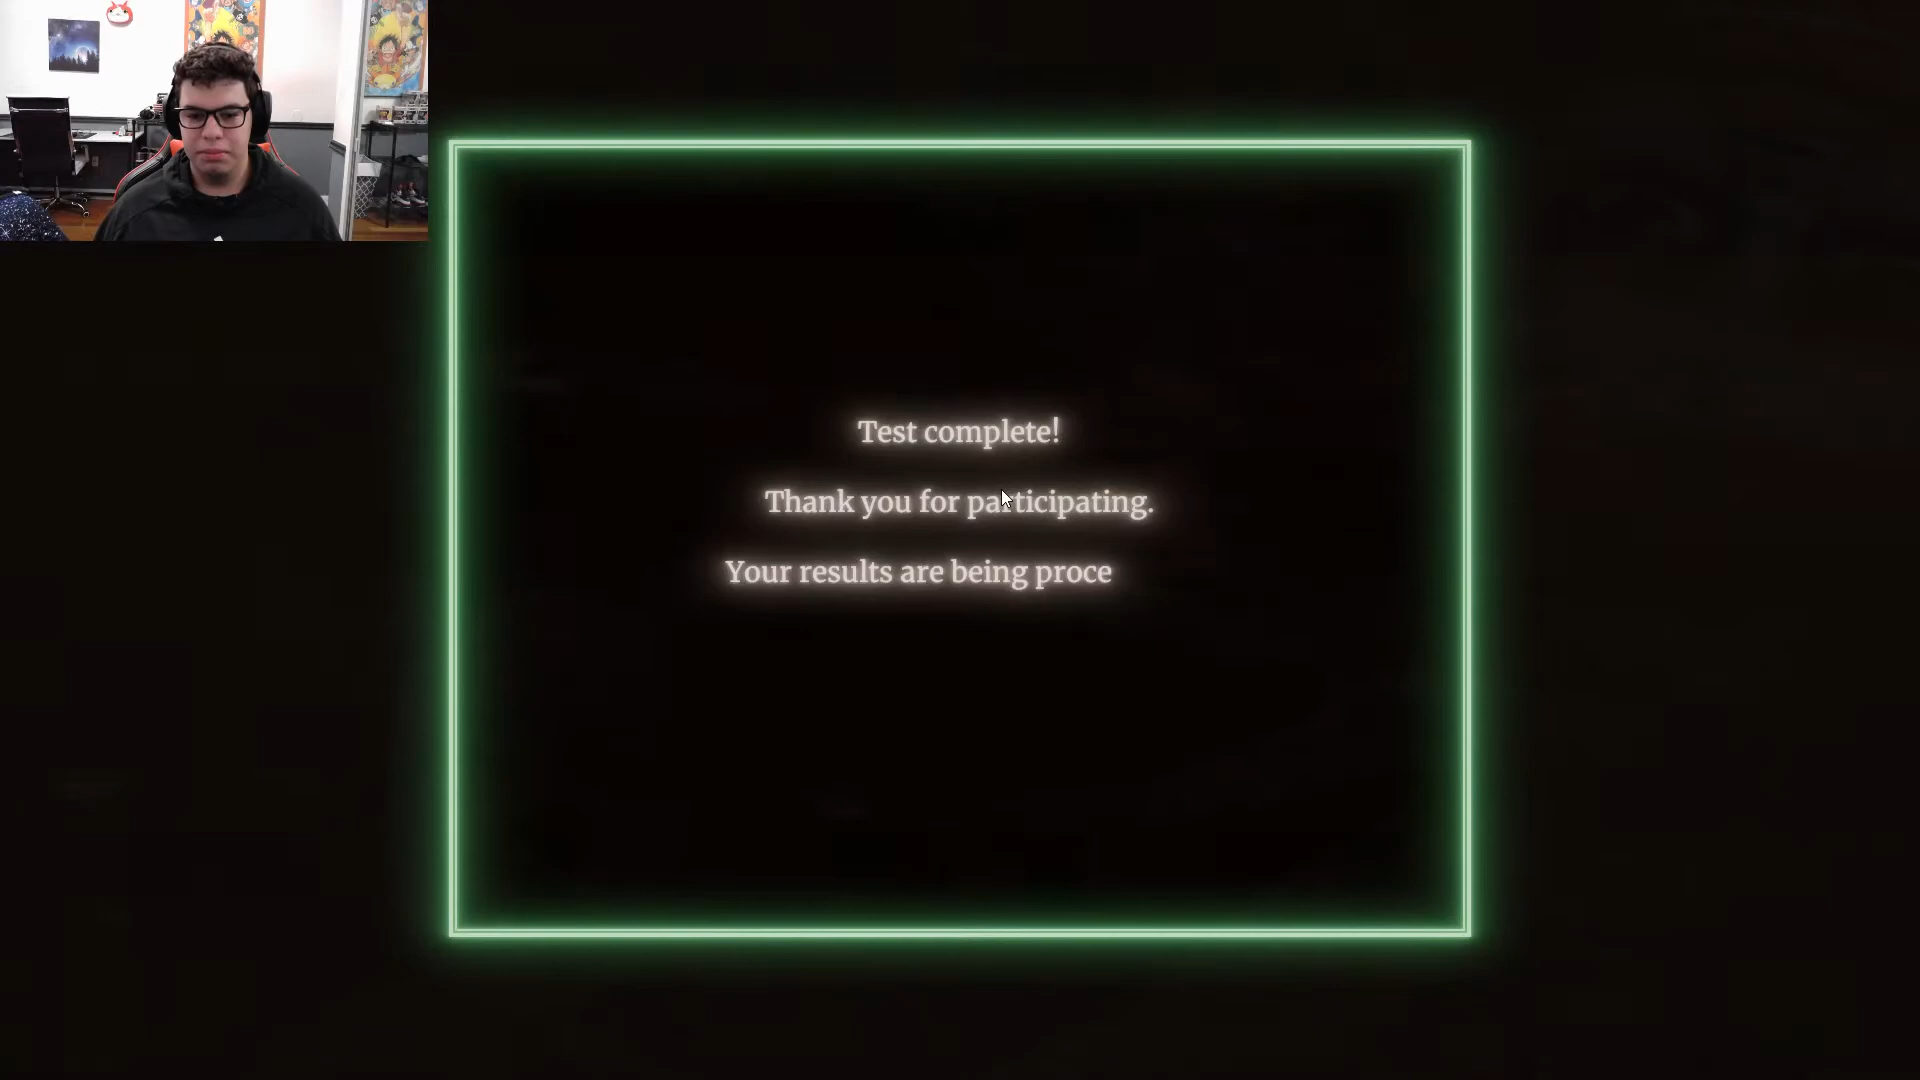 Test complete!
Thank you for participating.
Your results are being proce